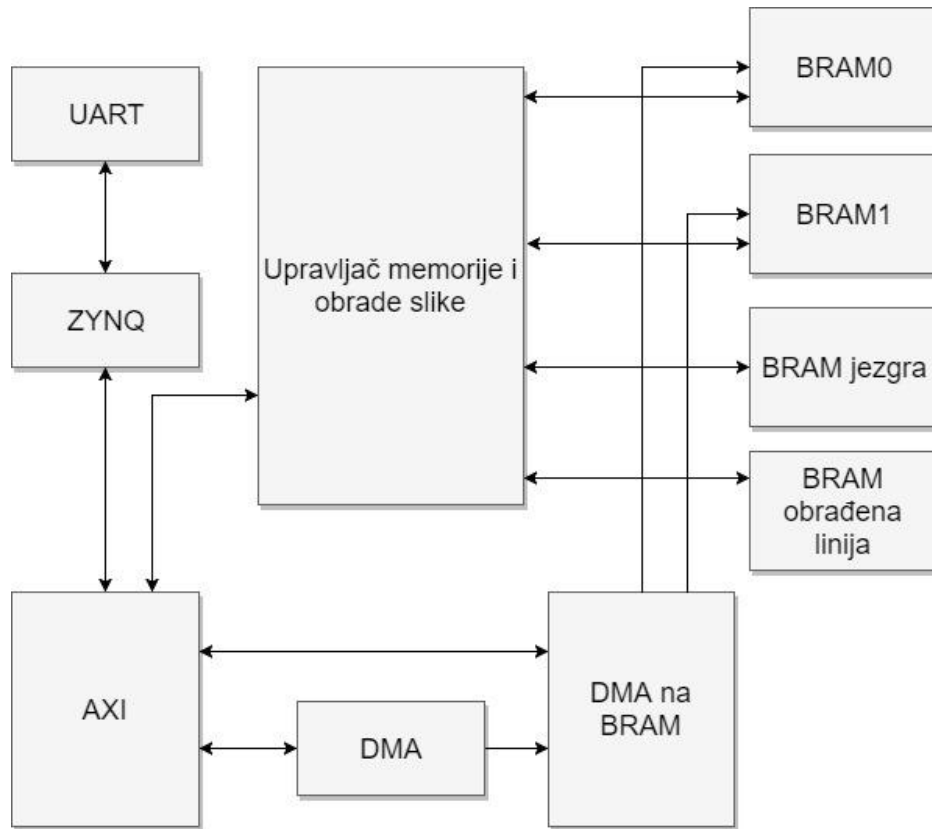 UART
ZYNQ
AXI
Upravljač memorije i
obrade slike
DMA
DMA na
BRAM
BRAM0
BRAM1
BRAM jezgra
BRAM
obrađena
linija